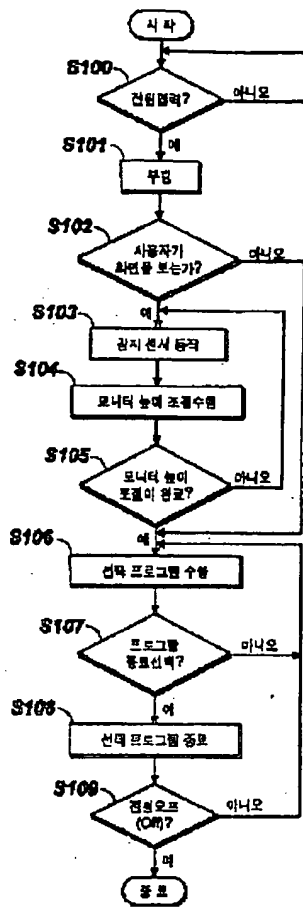 시 작
S100
전원입력?
아니오
예
S101
부팅
S102
사용자가
화면을 보는가?
아니오
예
S103
감지 센서 동작
S104
모니터 높이 조절수행
S105
모니터 높이
조절이 완료?
아니오
예
S106
선택 프로그램 수행
S107
프로그램
종료선택?
아니오
예
S108
선택 프로그램 종료
S109
전원오프
(Off)?
아니오
예
종 료